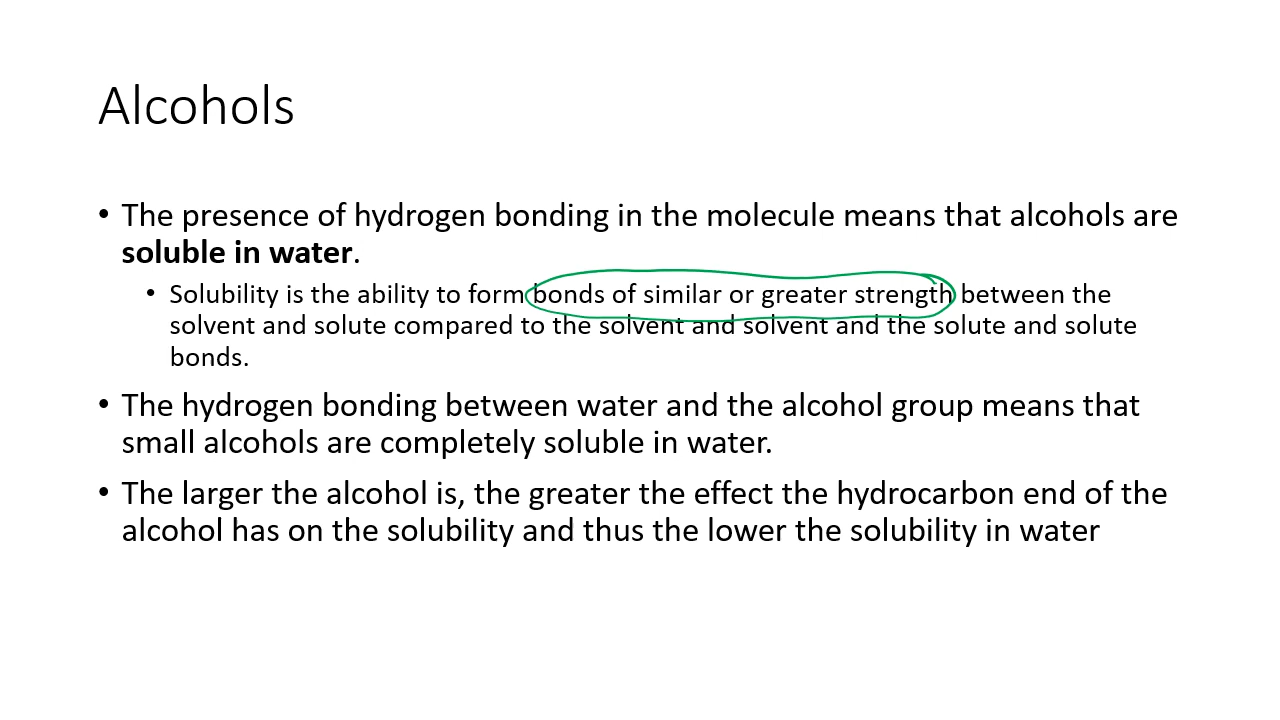 Alcohols
• The presence of hydrogen bonding in the molecule means that alcohols are
soluble in water.
• Solubility is the ability to form bonds of similar or greater strength between the
solvent and solute compared to the solvent and solvent and the solute and solute
bonds.
• The hydrogen bonding between water and the alcohol group means that
small alcohols are completely soluble in water.
• The larger the alcohol is, the greater the effect the hydrocarbon end of the
alcohol has on the solubility and thus the lower the solubility in water